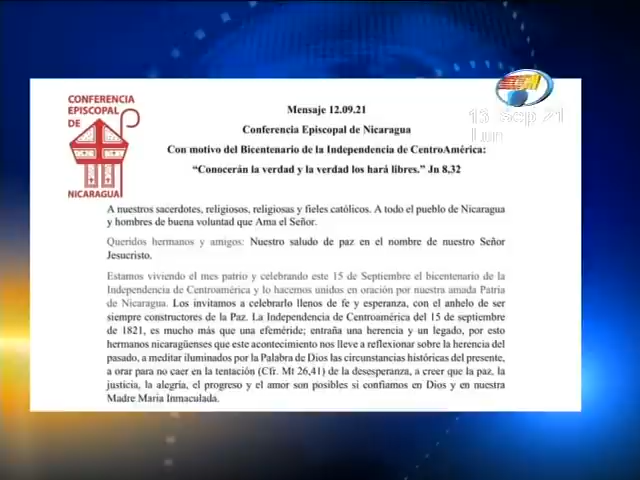 CONFERENCIA
EPISCOPAL
DE
NICARAGUA
13 Sep 21
Lun
Mensaje 12.09.21
Conferencia Episcopal de Nicaragua
Con motivo del Bicentenario de la Independencia de CentroAmérica:
“Conocerán la verdad y la verdad los hará libres.” Jn 8,32
A nuestros sacerdotes, religiosos, religiosas y fieles católicos. A todo el pueblo de Nicaragua
y hombres de buena voluntad que Ama el Señor.
Queridos hermanos y amigos: Nuestro saludo de paz en el nombre de nuestro Señor
Jesucristo.
Estamos viviendo el mes patrio y celebrando este 15 de Septiembre el bicentenario de la
Independencia de Centroamérica y lo hacemos unidos en oración por nuestra amada Patria
de Nicaragua. Los invitamos a celebrarlo llenos de fe y esperanza, con el anhelo de ser
siempre constructores de la Paz. La Independencia de Centroamérica del 15 de septiembre
de 1821, es mucho más que una efeméride; entraña una herencia y un legado, por esto
hermanos nicaragüenses que este acontecimiento nos lleve a reflexionar sobre la herencia del
pasado, a meditar iluminados por la Palabra de Dios las circunstancias históricas del presente,
a orar para no caer en la tentación (Cfr. Mt 26,41) de la desesperanza, a creer que la paz, la
justicia, la alegría, el progreso y el amor son posibles si confiamos en Dios y en nuestra
Madre María Inmaculada.